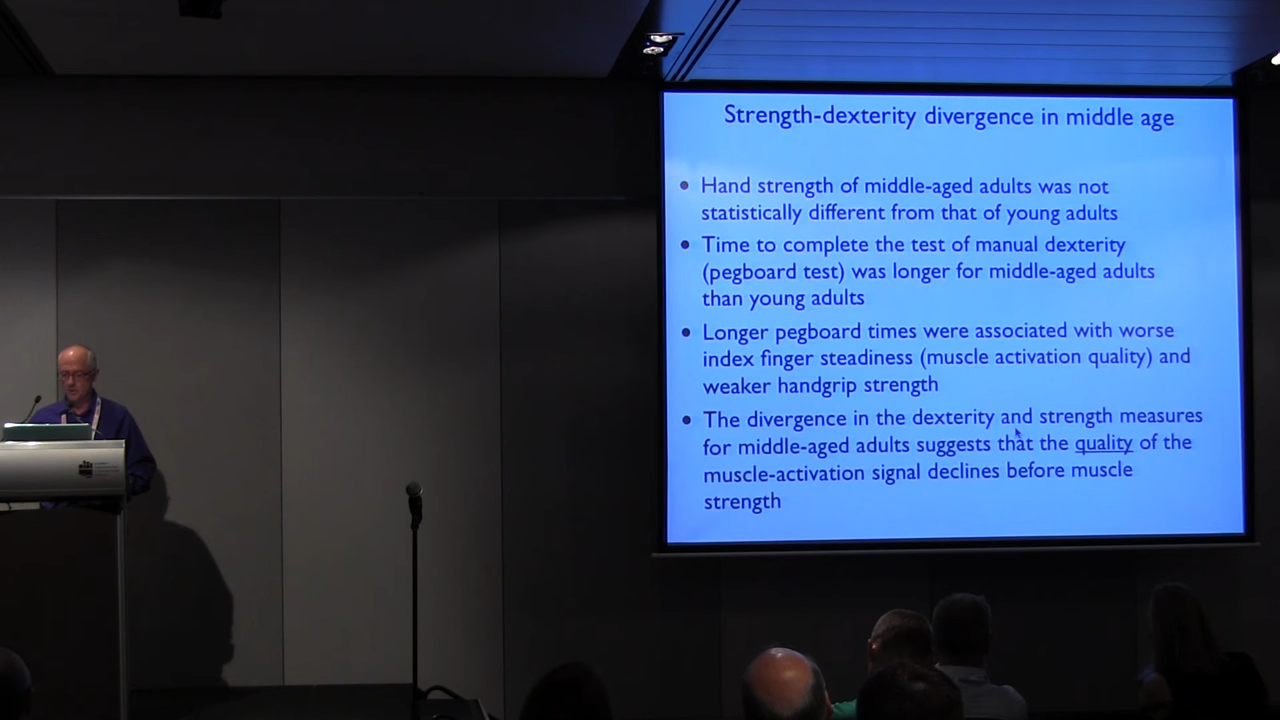 Strength-dexterity divergence in middle age
• Hand strength of middle-aged adults was not
statistically different from that of young adults
• Time to complete the test of manual dexterity
(pegboard test) was longer for middle-aged adults
than young adults
• Longer pegboard times were associated with worse
index finger steadiness (muscle activation quality) and
weaker handgrip strength
• The divergence in the dexterity and strength measures
for middle-aged adults suggests that the quality of the
muscle-activation signal declines before muscle
strength